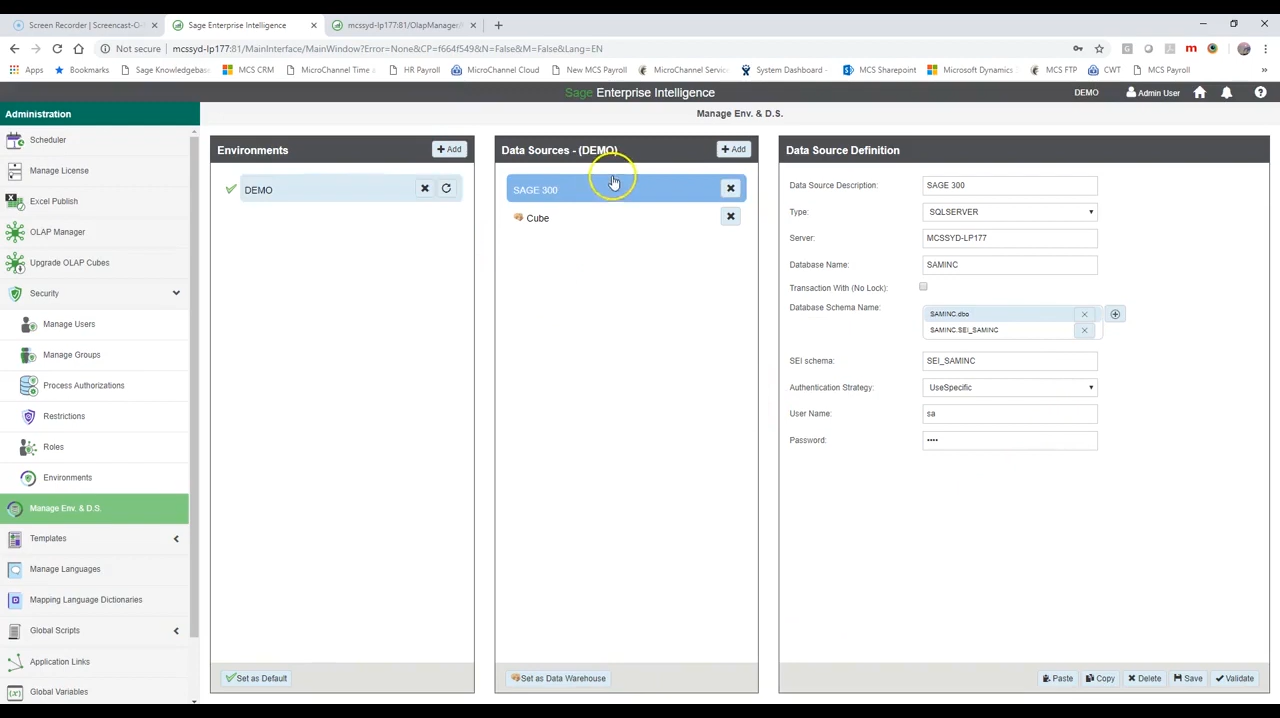 Screen Recorder | Screencast-O-
Sage Enterprise Intelligence
mcssyd-lp177:81/OlapManager/
Not secure
mcssyd-lp177:81/MainInterface/MainWindow?Error=None&CP=f664f549&N=False&M=False&Lang=EN
Apps
Bookmarks
Sage Knowledgebase
MCS CRM
MicroChannel Time a
HR Payroll
MicroChannel Cloud
New MCS Payroll
MicroChannel Service
System Dashboard -
MCS Sharepoint
Microsoft Dynamics
MCS FTP
CWT
MCS Payroll
»
Sage Enterprise Intelligence
DEMO
Admin User
Administration
Manage Env. & D.S.
Scheduler
Manage License
Excel Publish
OLAP Manager
Upgrade OLAP Cubes
Security
Manage Users
Manage Groups
Process Authorizations
Restrictions
Roles
Environments
Manage Env. & D.S.
Templates
Manage Languages
Mapping Language Dictionaries
Global Scripts
Application Links
Global Variables
Environments
+ Add
DEMO
Set as Default
Data Sources - (DEMO)
+ Add
SAGE 300
Cube
Set as Data Warehouse
Data Source Definition
Data Source Description: SAGE 300
Type: SQLSERVER
Server: MCSSYD-LP177
Database Name: SAMINC
Transaction With (No Lock):
Database Schema Name: SAMINC.dbo
SAMINC.SEI_SAMINC
SEI schema: SEI_SAMINC
Authentication Strategy: UseSpecific
User Name: sa
Password: ••••
Paste
Copy
Delete
Save
Validate